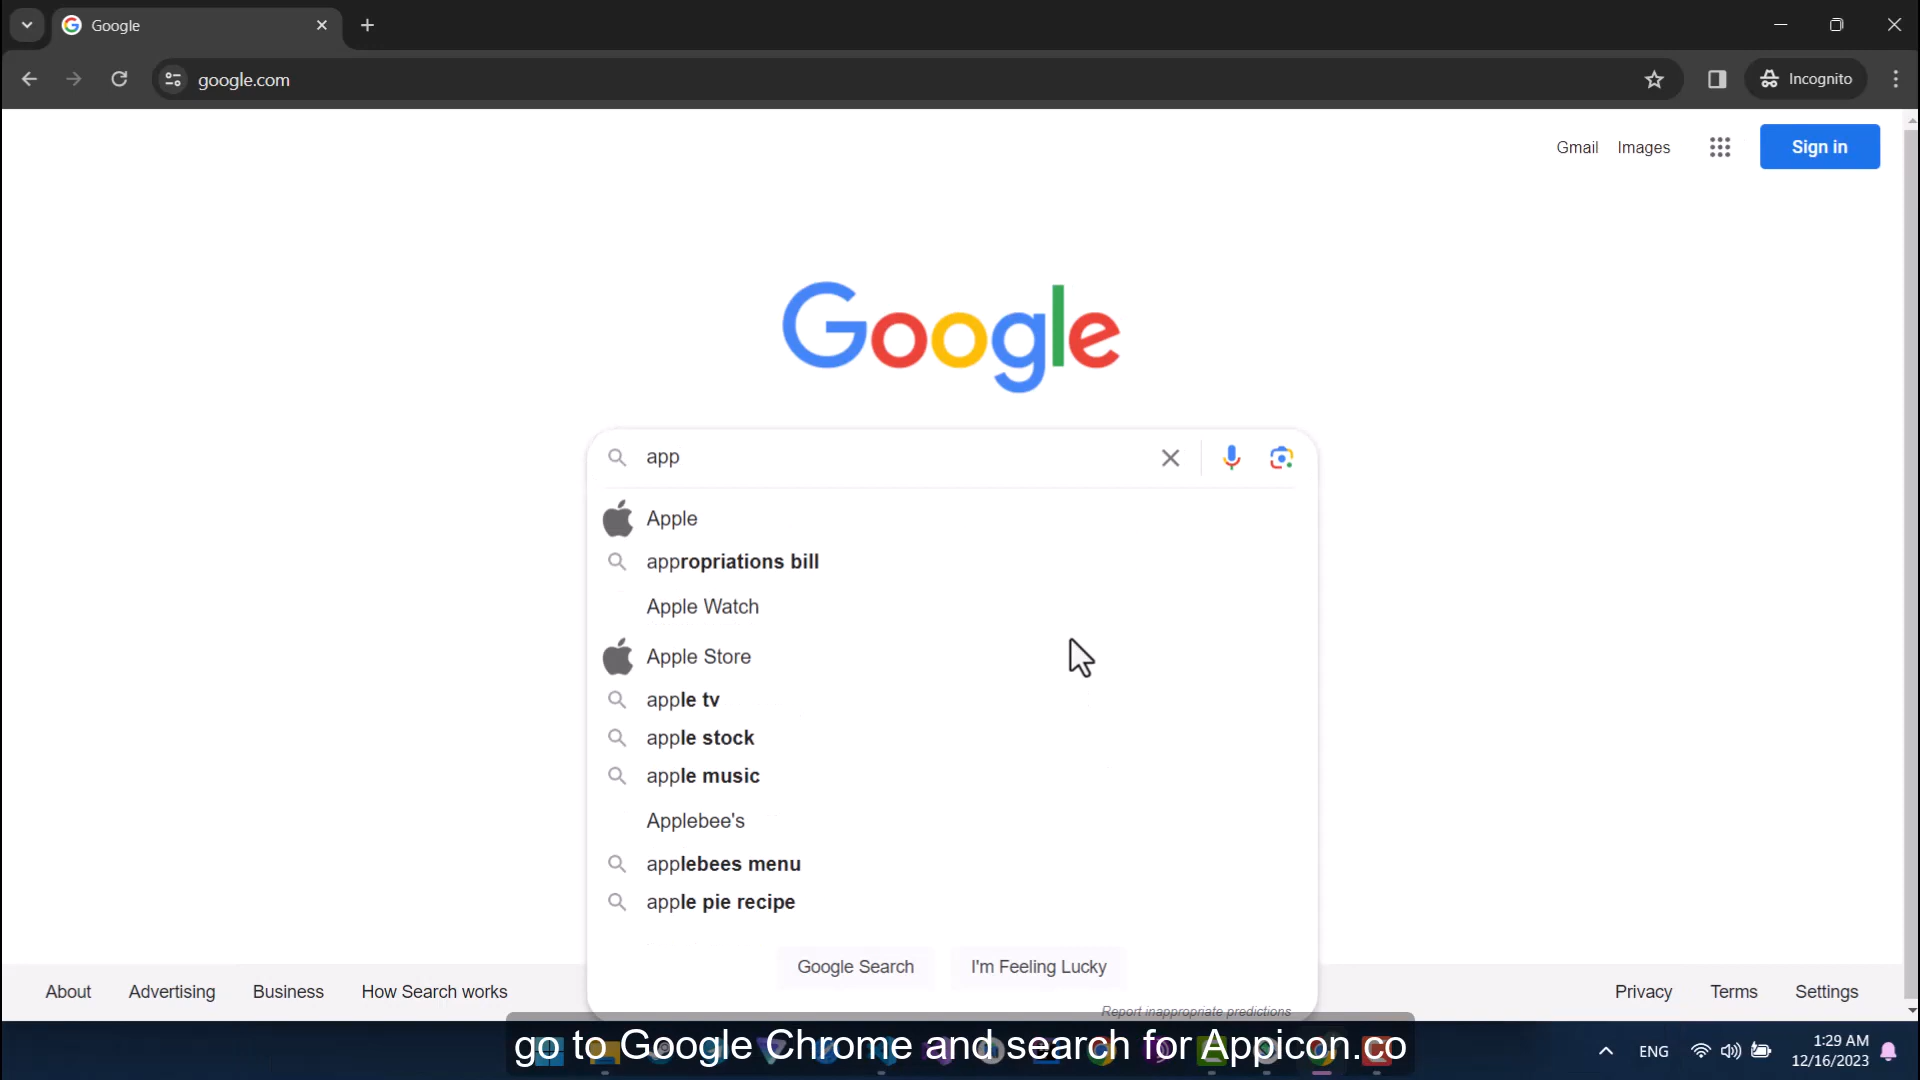 Google
google.com
Incognito
Gmail Images
Sign in
Google
app
Apple
appropriations bill
Apple Watch
Apple Store
apple tv
apple stock
apple music
Applebee's
applebees menu
apple pie recipe
Google Search I'm Feeling Lucky
Report inappropriate predictions
About Advertising Business How Search works
Privacy Terms Settings
go to Google Chrome and search for Appicon.co
ENG
1:29 AM
12/16/2023